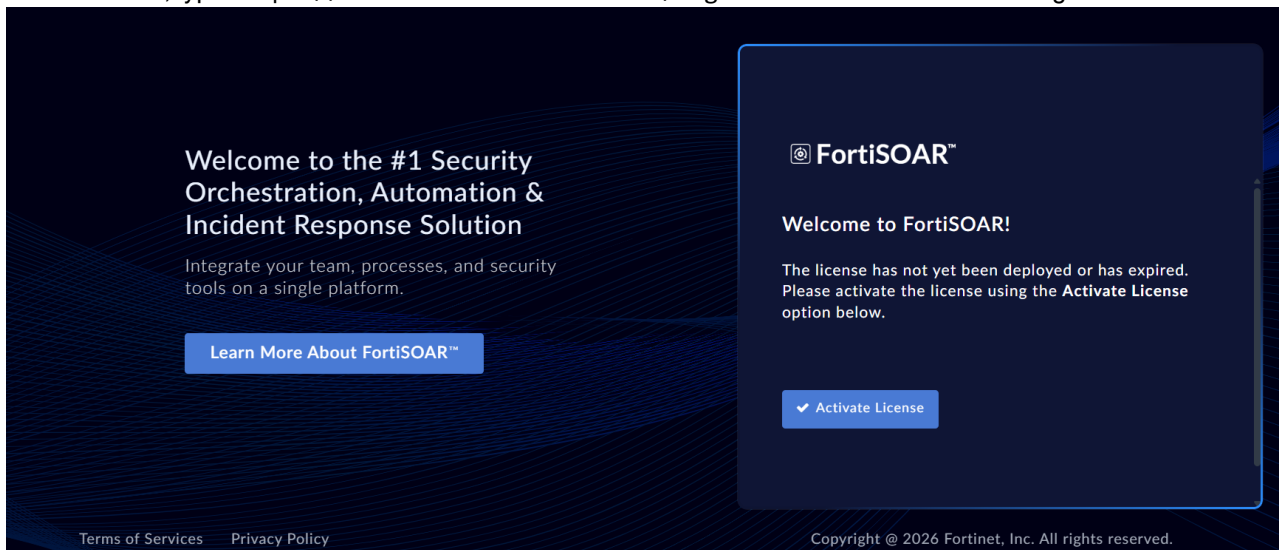 Welcome to the #1 Security
Orchestration, Automation &
Incident Response Solution
Integrate your team, processes, and security
tools on a single platform.
Learn More About FortiSOAR™
FortiSOAR™
Welcome to FortiSOAR!
The license has not yet been deployed or has expired.
Please activate the license using the Activate License
option below.
Activate License
Terms of Services Privacy Policy
Copyright @ 2026 Fortinet, Inc. All rights reserved.